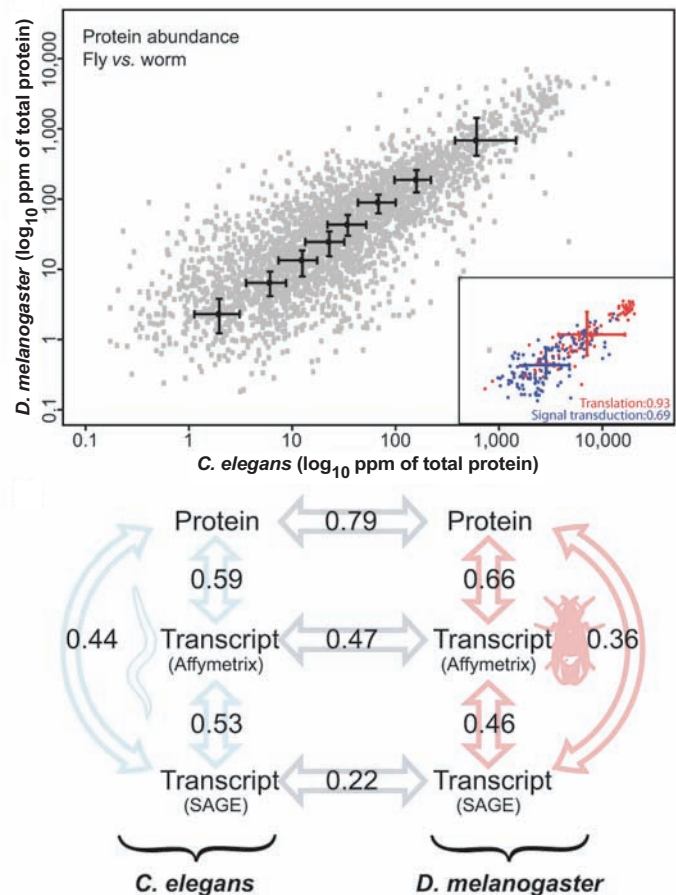 Protein abundance
Fly vs. worm
D. melanogaster (log10 ppm of total protein)
10,000
1,000
100
10
1
0.1
Translation:0.93
Signal transduction:0.69
0.1 1 10 100 1,000 10,000
C. elegans (log10 ppm of total protein)
Protein 0.79 Protein
0.59 0.66
0.44 Transcript 0.47 Transcript 0.36
(Affymetrix) (Affymetrix)
0.53 0.46
Transcript 0.22 Transcript
(SAGE) (SAGE)
C. elegans D. melanogaster